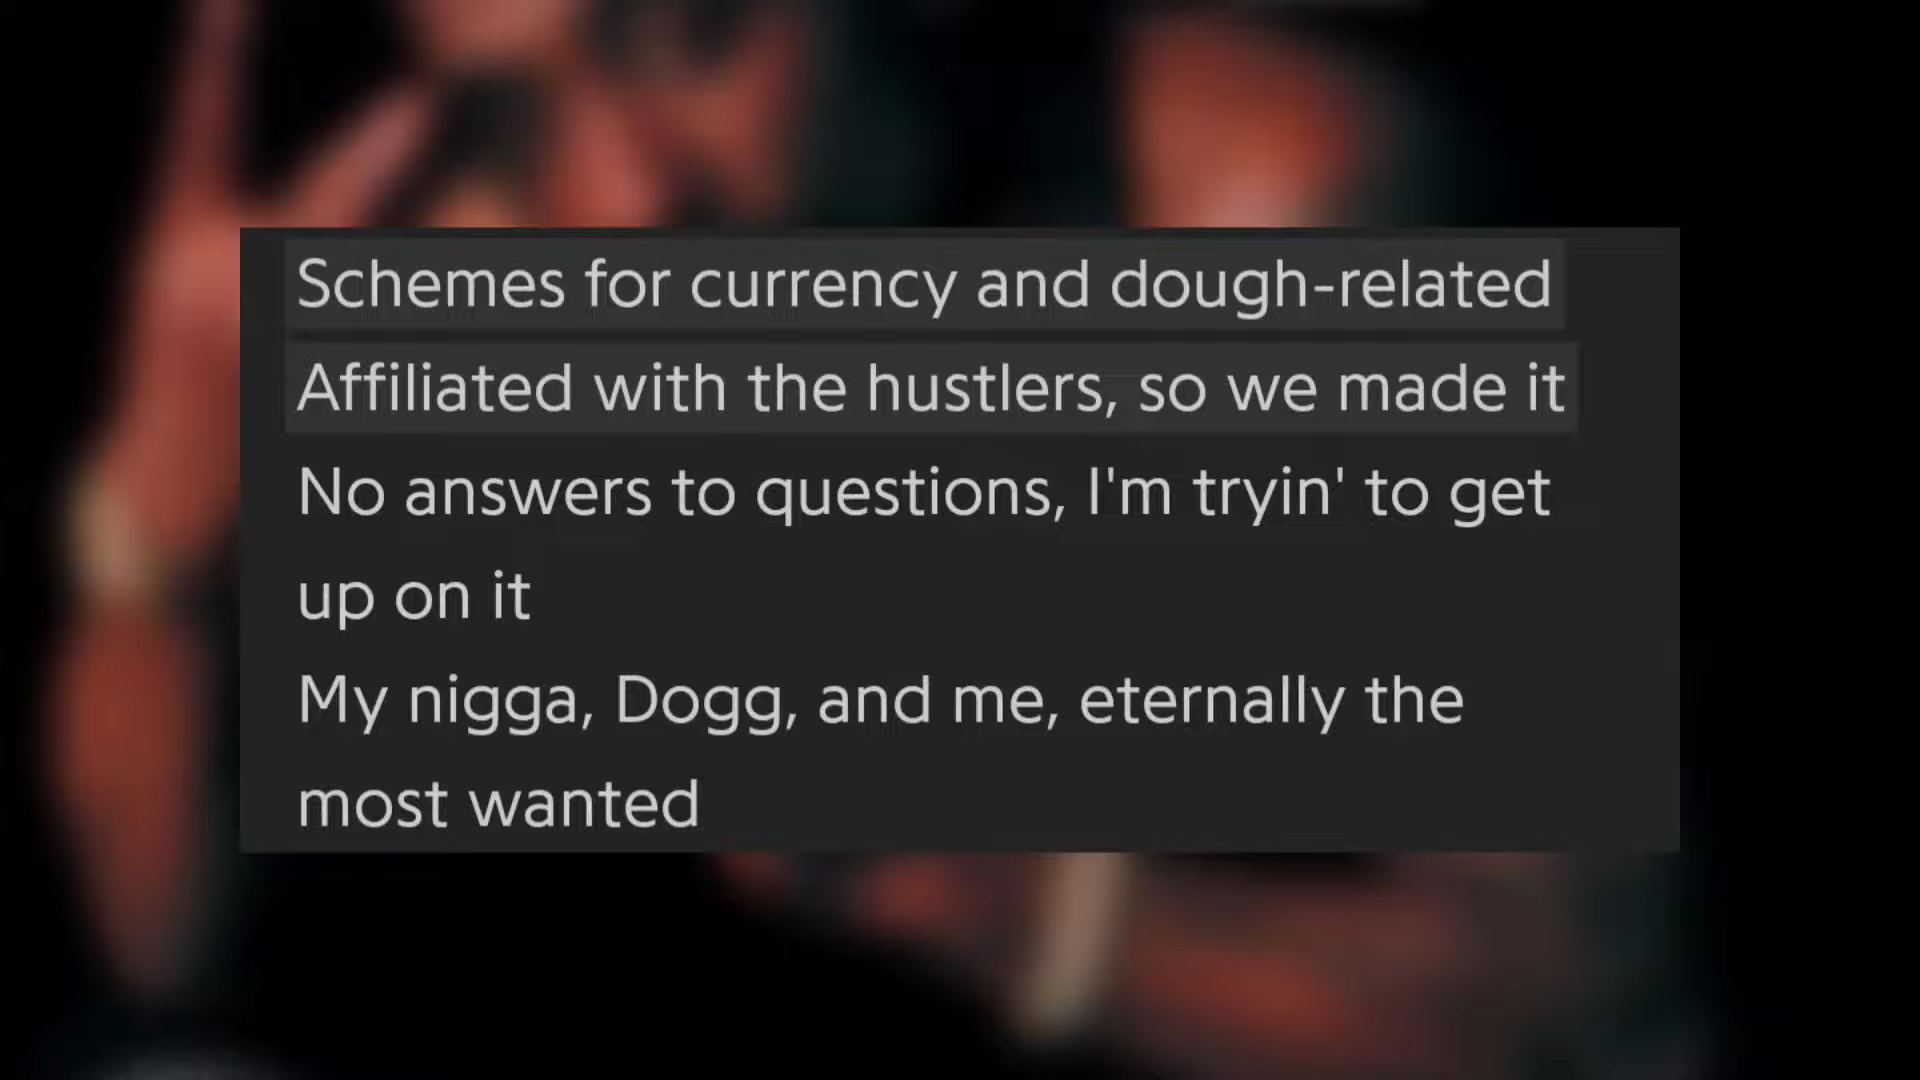 Schemes for currency and dough-related
Affiliated with the hustlers, so we made it
No answers to questions, I'm tryin' to get
up on it
My nigga, Dogg, and me, eternally the
most wanted